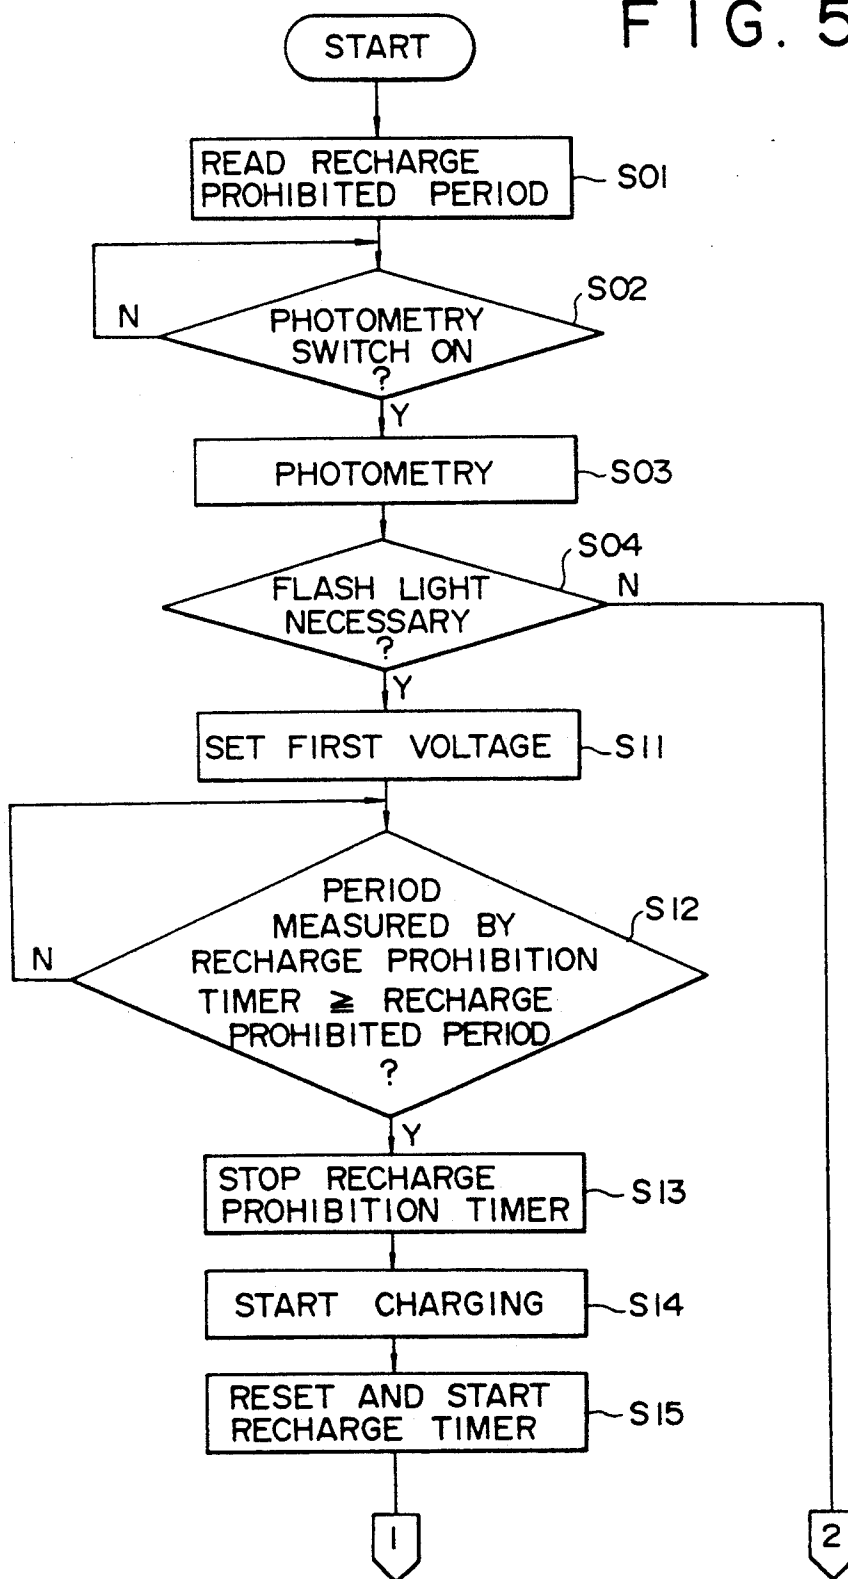 FIG. 5
START
READ RECHARGE
PROHIBITED PERIOD
S01
S02
N
PHOTOMETRY
SWITCH ON
?
Y
PHOTOMETRY
S03
S04
N
FLASH LIGHT
NECESSARY
?
Y
SET FIRST VOLTAGE
S11
PERIOD
MEASURED BY
RECHARGE PROHIBITION
TIMER ≧ RECHARGE
PROHIBITED PERIOD
?
S12
N
Y
STOP RECHARGE
PROHIBITION TIMER
S13
START CHARGING
S14
RESET AND START
RECHARGE TIMER
S15
1
2